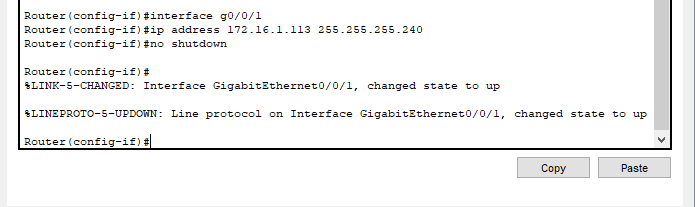 Router(config-if)#interface g0/0/1
Router(config-if)#ip address 172.16.1.113 255.255.255.240
Router(config-if)#no shutdown
Router(config-if)#
%LINK-5-CHANGED: Interface GigabitEthernet0/0/1, changed state to up
%LINEPROTO-5-UPDOWN: Line protocol on Interface GigabitEthernet0/0/1, changed state to up
Router(config-if)#
Copy
Paste